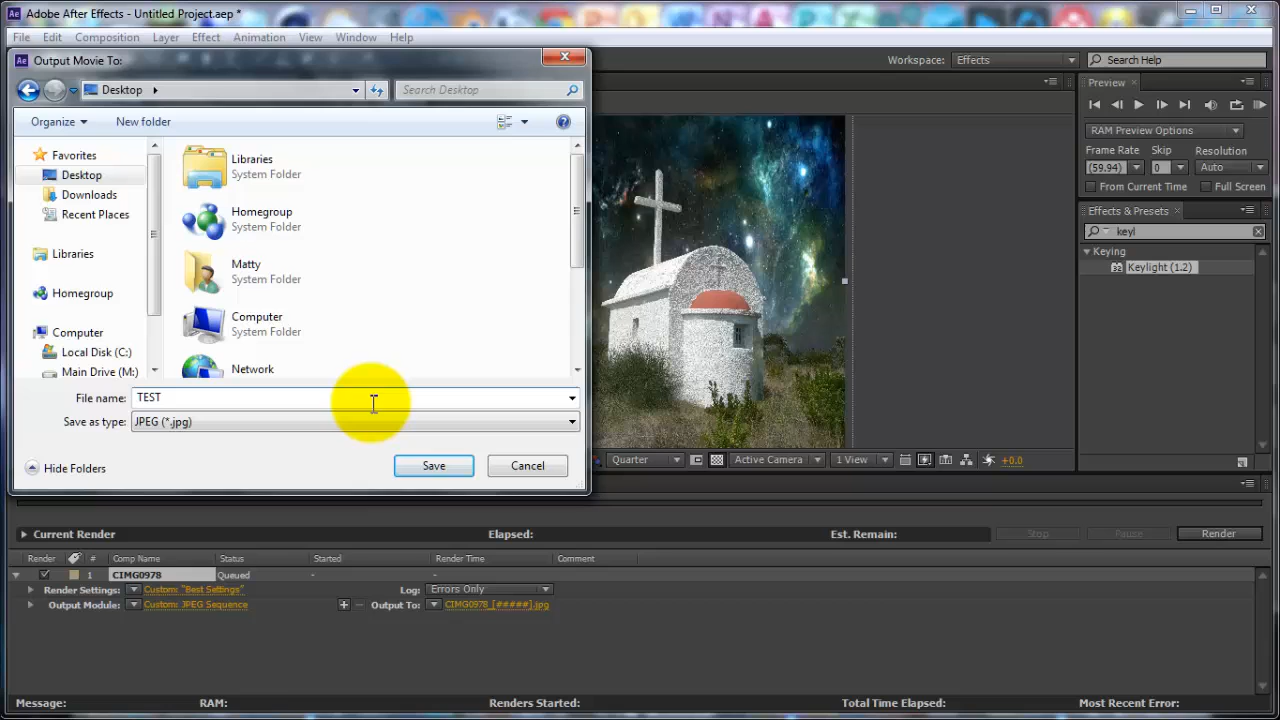 Adobe After Effects - Untitled Project.aep *
File Edit Composition Layer Effect Animation View Window Help
Output Movie To:
Desktop
Search Desktop
Organize
New folder
Favorites
Desktop
Downloads
Recent Places
Libraries
Homegroup
Computer
Local Disk (C:)
Main Drive (M:)
Libraries
System Folder
Homegroup
System Folder
Matty
System Folder
Computer
System Folder
Network
File name: TEST
Save as type: JPEG (*.jpg)
Hide Folders
Save
Cancel
Workspace: Effects
Search Help
Preview
RAM Preview Options
Frame Rate Skip Resolution
(59.94) 0 Auto
From Current Time Full Screen
Effects & Presets
keyl
Keying
32 Keylight (1.2)
Quarter Active Camera 1 View +0.0
Current Render Elapsed: Est. Remain: Stop Pause Render
Render # Comp Name Status Started Render Time Comment
1 CIMG0978 Queued - -
Render Settings: Custom: "Best Settings" Log: Errors Only
Output Module: Custom: JPEG Sequence Output To: CIMG0978_[#####].jpg
Message: RAM: Renders Started: Total Time Elapsed: Most Recent Error: